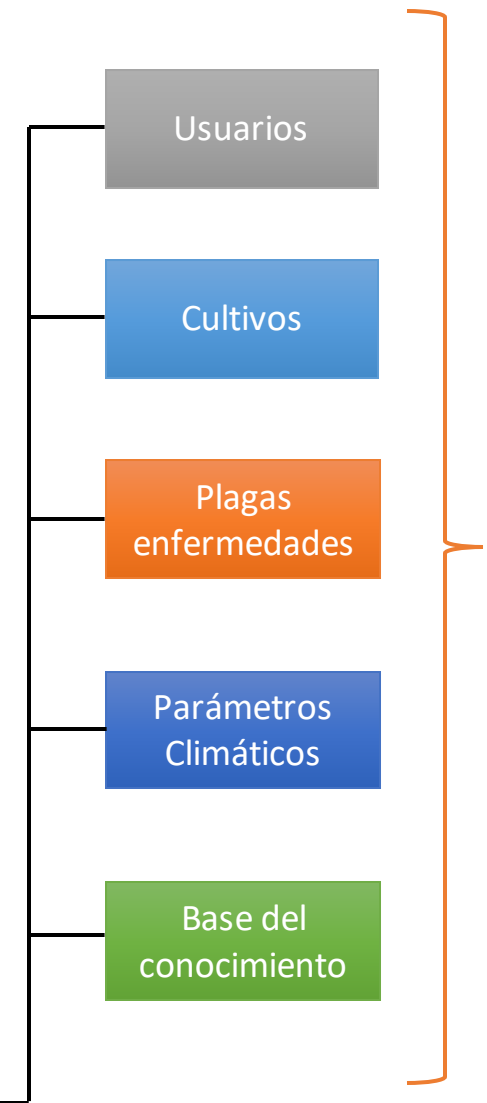 Usuarios
Cultivos
Plagas
enfermedades
Parámetros
Climáticos
Base del
conocimiento